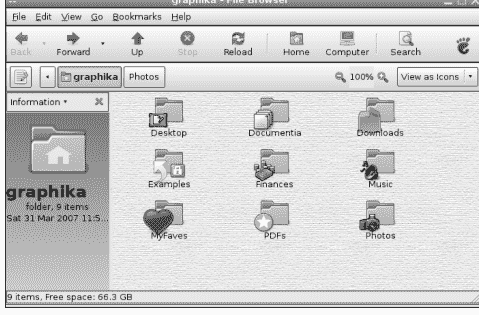 graphika - File Browser
File Edit View Go Bookmarks Help
Back Forward Up Stop Reload Home Computer Search
graphika Photos 100% View as Icons
Information
Desktop Documentia Downloads
Examples Finances Music
graphika
folder, 9 items
Sat 31 Mar 2007 11:5...
MyFaves PDFs Photos
9 items, Free space: 66.3 GB